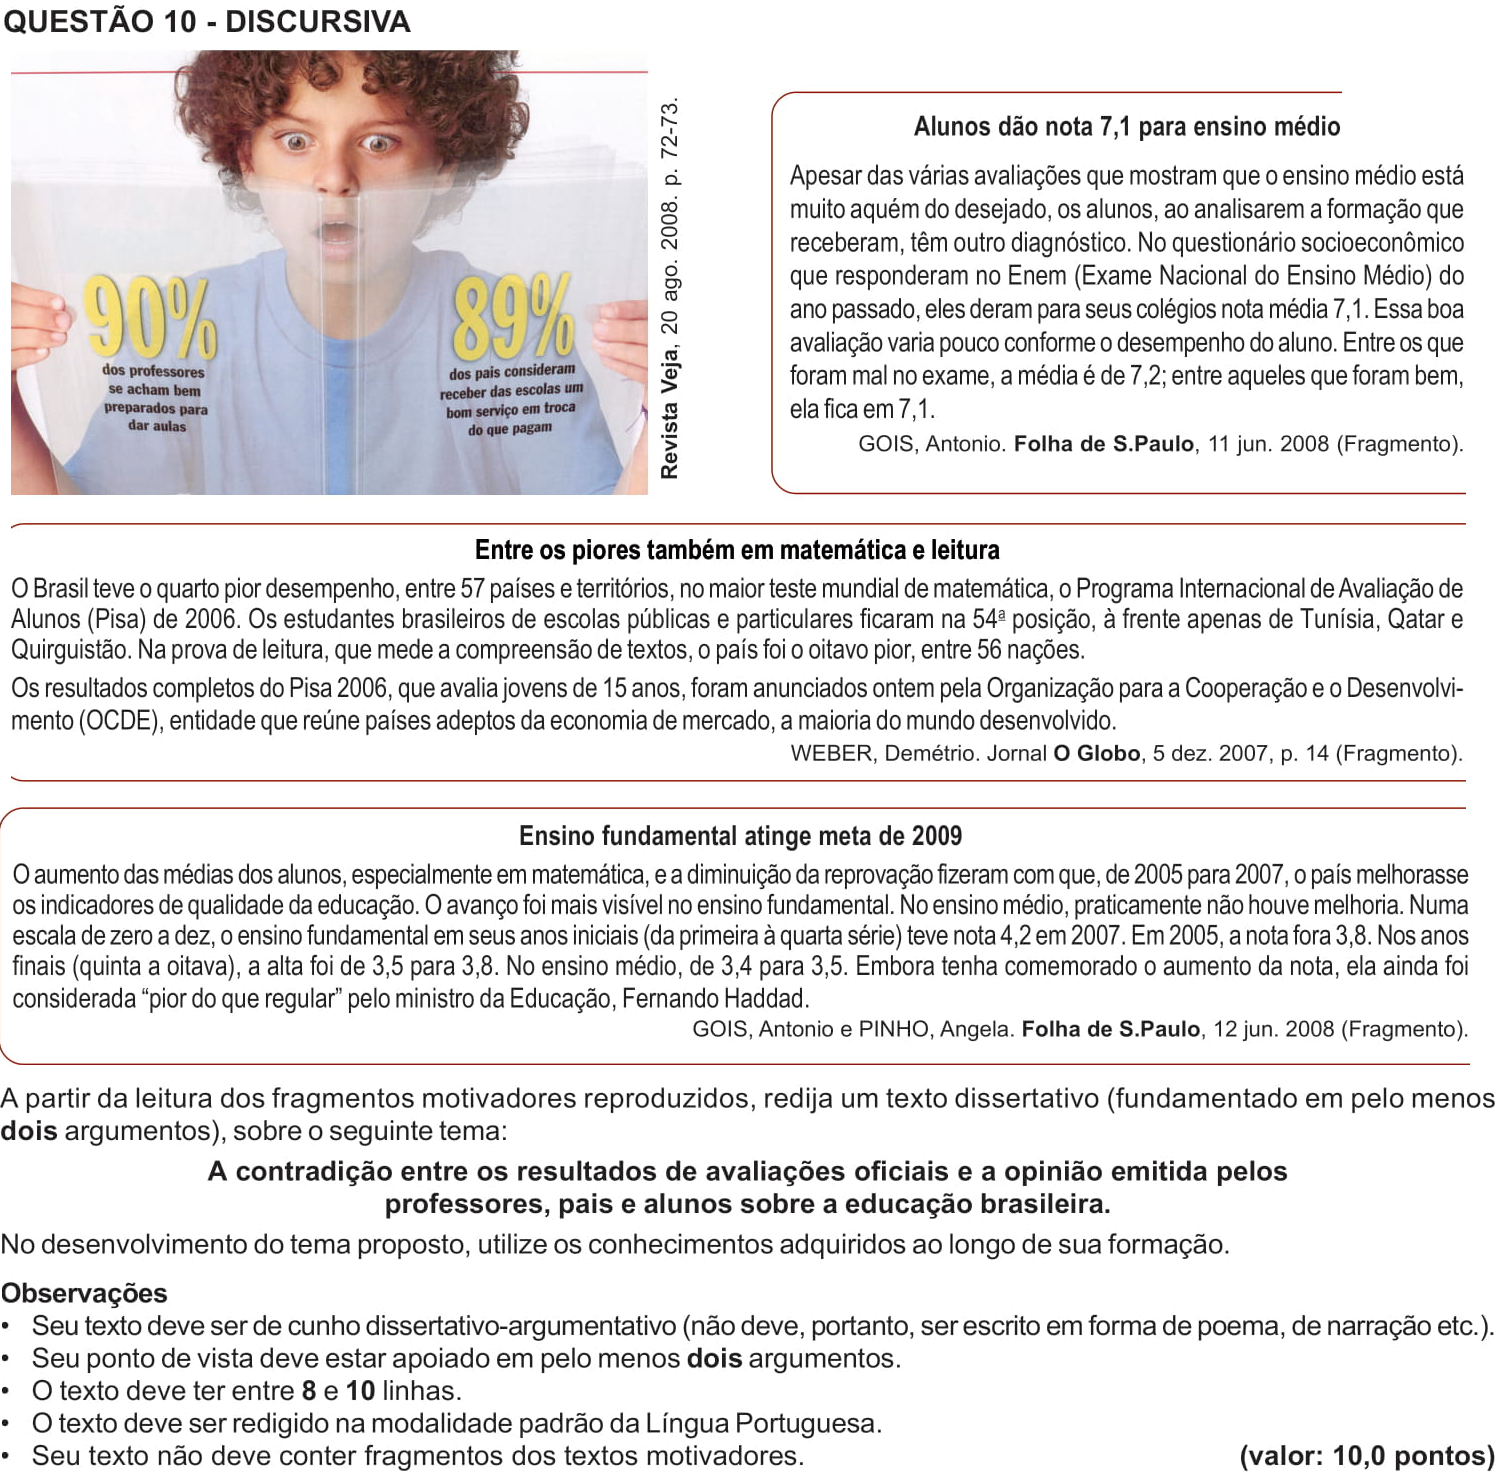 QUESTÃO 10 - DISCURSIVA
90%
dos professores
se acham bem
preparados para
dar aulas
89%
dos pais consideram
receber das escolas um
bom serviço em troca
do que pagam
Revista Veja, 20 ago. 2008. p. 72-73.
Alunos dão nota 7,1 para ensino médio
Apesar das várias avaliações que mostram que o ensino médio está
muito aquém do desejado, os alunos, ao analisarem a formação que
receberam, têm outro diagnóstico. No questionário socioeconômico
que responderam no Enem (Exame Nacional do Ensino Médio) do
ano passado, eles deram para seus colégios nota média 7,1. Essa boa
avaliação varia pouco conforme o desempenho do aluno. Entre os que
foram mal no exame, a média é de 7,2; entre aqueles que foram bem,
ela fica em 7,1.
GOIS, Antonio. Folha de S.Paulo, 11 jun. 2008 (Fragmento).
Entre os piores também em matemática e leitura
O Brasil teve o quarto pior desempenho, entre 57 países e territórios, no maior teste mundial de matemática, o Programa Internacional de Avaliação de
Alunos (Pisa) de 2006. Os estudantes brasileiros de escolas públicas e particulares ficaram na 54ª posição, à frente apenas de Tunísia, Qatar e
Quirguistão. Na prova de leitura, que mede a compreensão de textos, o país foi o oitavo pior, entre 56 nações.
Os resultados completos do Pisa 2006, que avalia jovens de 15 anos, foram anunciados ontem pela Organização para a Cooperação e o Desenvolvi-
mento (OCDE), entidade que reúne países adeptos da economia de mercado, a maioria do mundo desenvolvido.
WEBER, Demétrio. Jornal O Globo, 5 dez. 2007, p. 14 (Fragmento).
Ensino fundamental atinge meta de 2009
O aumento das médias dos alunos, especialmente em matemática, e a diminuição da reprovação fizeram com que, de 2005 para 2007, o país melhorasse
os indicadores de qualidade da educação. O avanço foi mais visível no ensino fundamental. No ensino médio, praticamente não houve melhoria. Numa
escala de zero a dez, o ensino fundamental em seus anos iniciais (da primeira à quarta série) teve nota 4,2 em 2007. Em 2005, a nota fora 3,8. Nos anos
finais (quinta a oitava), a alta foi de 3,5 para 3,8. No ensino médio, de 3,4 para 3,5. Embora tenha comemorado o aumento da nota, ela ainda foi
considerada “pior do que regular” pelo ministro da Educação, Fernando Haddad.
GOIS, Antonio e PINHO, Angela. Folha de S.Paulo, 12 jun. 2008 (Fragmento).
A partir da leitura dos fragmentos motivadores reproduzidos, redija um texto dissertativo (fundamentado em pelo menos
dois argumentos), sobre o seguinte tema:
A contradição entre os resultados de avaliações oficiais e a opinião emitida pelos
professores, pais e alunos sobre a educação brasileira.
No desenvolvimento do tema proposto, utilize os conhecimentos adquiridos ao longo de sua formação.
Observações
• Seu texto deve ser de cunho dissertativo-argumentativo (não deve, portanto, ser escrito em forma de poema, de narração etc.).
• Seu ponto de vista deve estar apoiado em pelo menos dois argumentos.
• O texto deve ter entre 8 e 10 linhas.
• O texto deve ser redigido na modalidade padrão da Língua Portuguesa.
• Seu texto não deve conter fragmentos dos textos motivadores. (valor: 10,0 pontos)